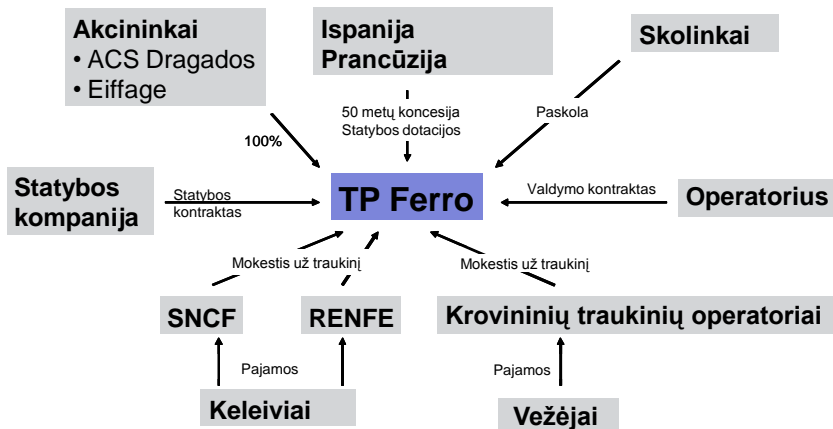 Akcininkai
• ACS Dragados
• Eiffage
Ispanija
Prancūzija
Skolinkai
100%
50 metų koncesija
Statybos dotacijos
Paskola
Statybos
kompanija
Statybos
kontraktas
TP Ferro
Valdymo kontraktas
Operatorius
Mokestis už traukinį
Mokestis už traukinį
SNCF
RENFE
Krovininių traukinių operatoriai
Pajamos
Pajamos
Keleiviai
Vežėjai